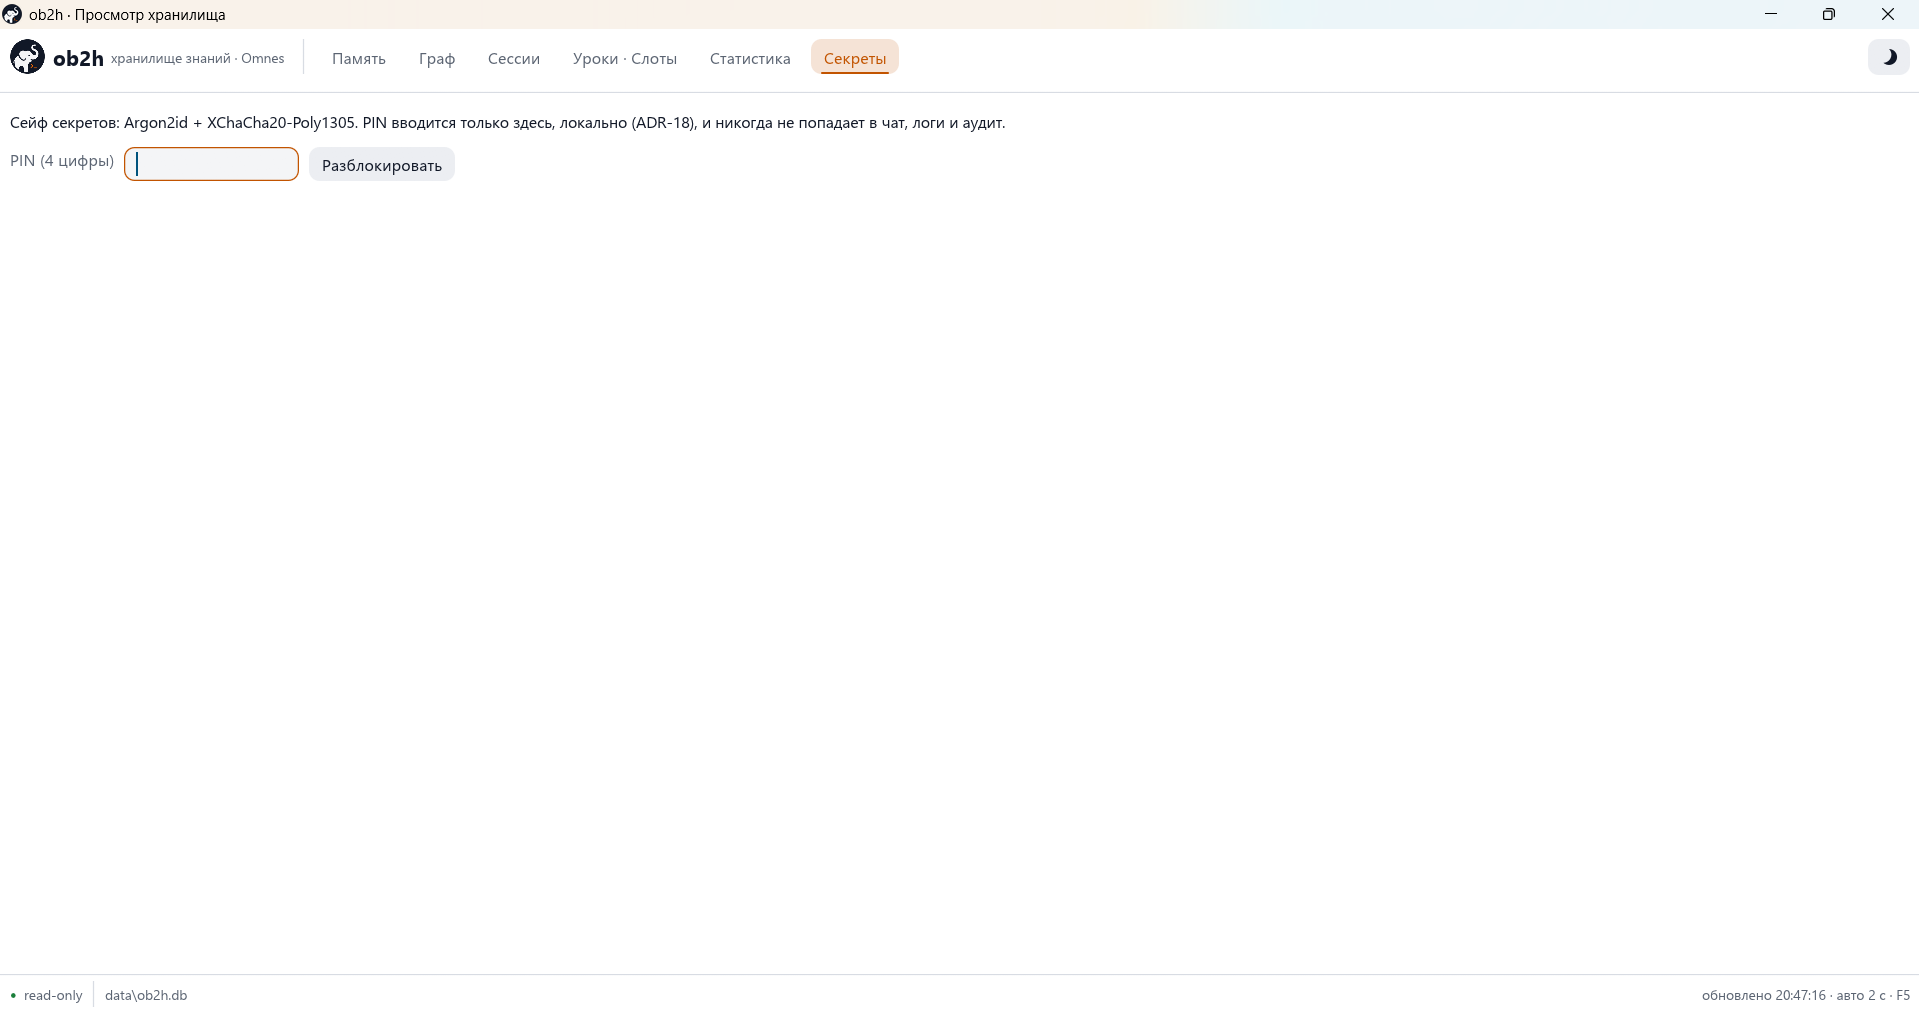 ob2h · Просмотр хранилища
ob2h хранилище знаний · Omnes Память Граф Сессии Уроки · Слоты Статистика Секреты
Сейф секретов: Argon2id + XChaCha20-Poly1305. PIN вводится только здесь, локально (ADR-18), и никогда не попадает в чат, логи и аудит.
PIN (4 цифры) Разблокировать
• read-only data\ob2h.db обновлено 20:47:16 · авто 2 с · F5